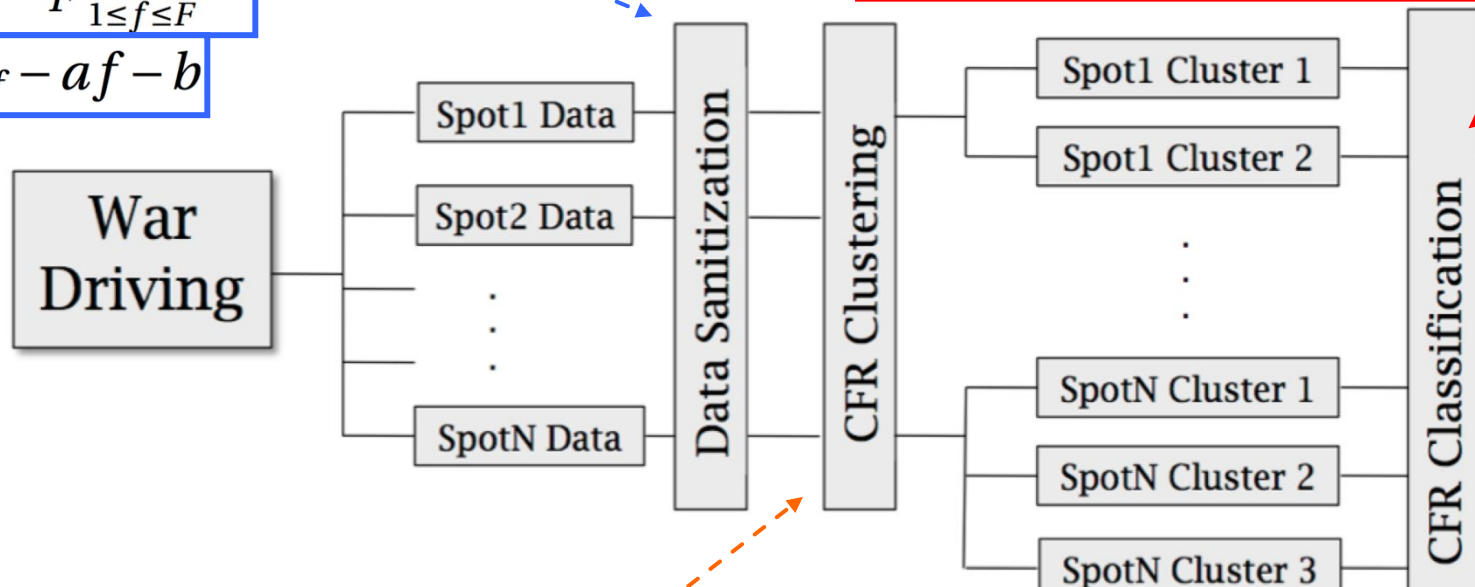 1≤f≤F
− af − b
War
Driving
Spot1 Data
Spot2 Data
SpotN Data
Data Sanitization
CFR Clustering
Spot1 Cluster 1
Spot1 Cluster 2
SpotN Cluster 1
SpotN Cluster 2
SpotN Cluster 3
CFR Classification